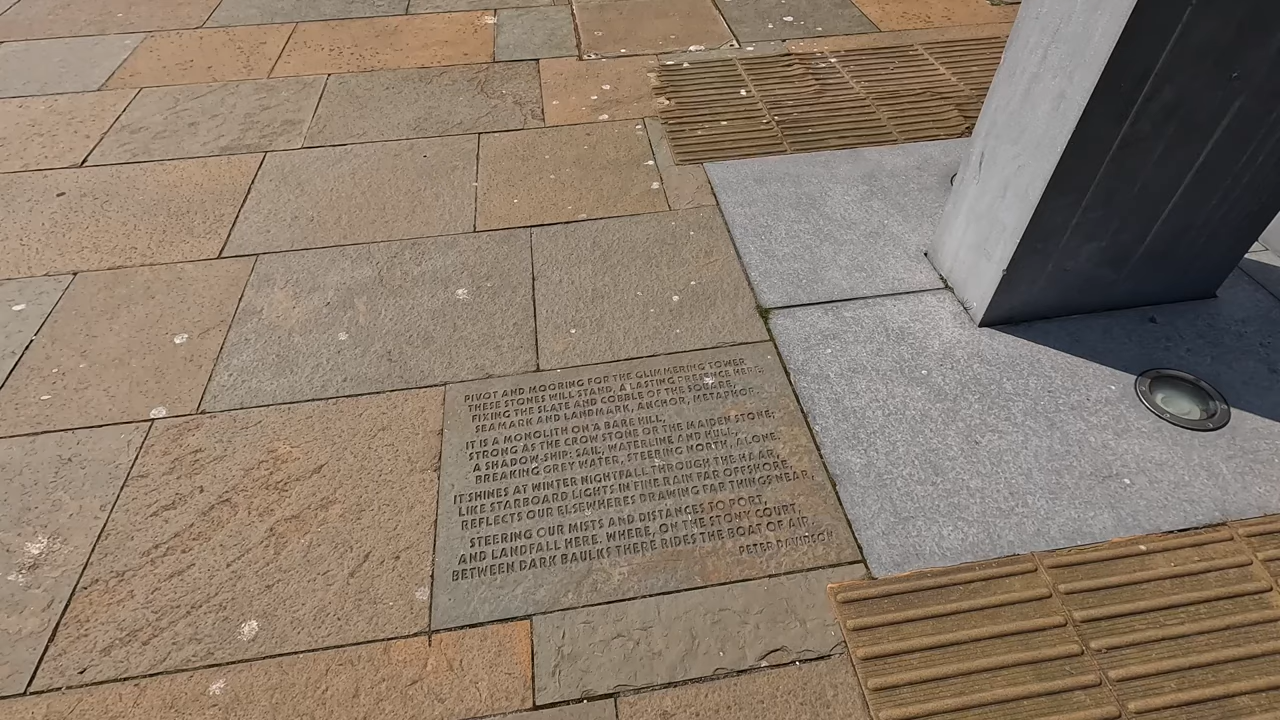 PIVOT AND MOORING FOR THE GLIMMERING TOWER
THESE STONES WILL STAND, A LASTING PRESENCE HERE:
FIXING THE SLATE AND COBBLE OF THE SQUARE,
SEAMARK AND LANDMARK, ANCHOR, METAPHOR.
IT IS A MONOLITH ON A BARE HILL,
STRONG AS THE CROW STONE OR THE MAIDEN STONE;
A SHADOW-SHIP: SAIL, WATERLINE AND HULL,
BREAKING GREY WATER, STEERING NORTH, ALONE.
IT SHINES AT WINTER NIGHTFALL THROUGH THE HAAR,
LIKE STARBOARD LIGHTS IN FINE RAIN FAR OFFSHORE,
REFLECTS OUR ELSEWHERES DRAWING FAR THINGS NEAR,
STEERING OUR MISTS AND DISTANCES TO PORT,
AND LANDFALL HERE. WHERE, ON THE STONY COURT,
BETWEEN DARK BAULKS THERE RIDES THE BOAT OF AIR.
PETER DAVIDSON